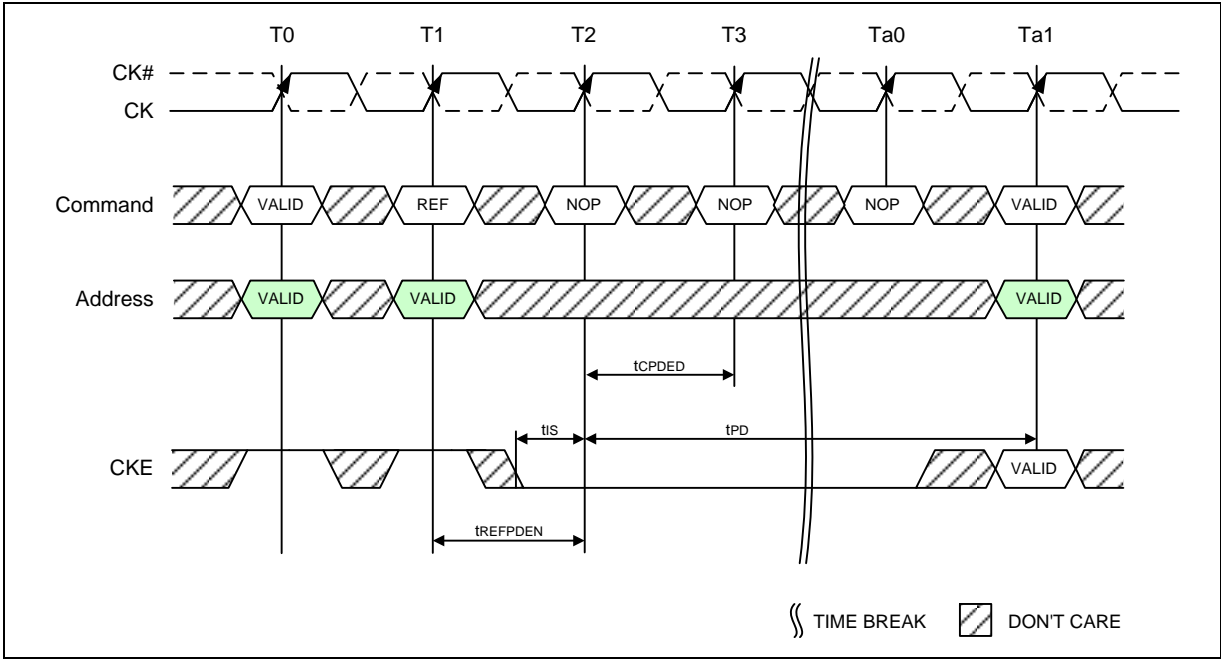 T0 T1 T2 T3 Ta0 Ta1
CK#
CK
Command VALID REF NOP NOP NOP VALID
Address VALID VALID VALID
tCPDED
tIS tPD
CKE VALID
tREFPDEN
TIME BREAK DON'T CARE